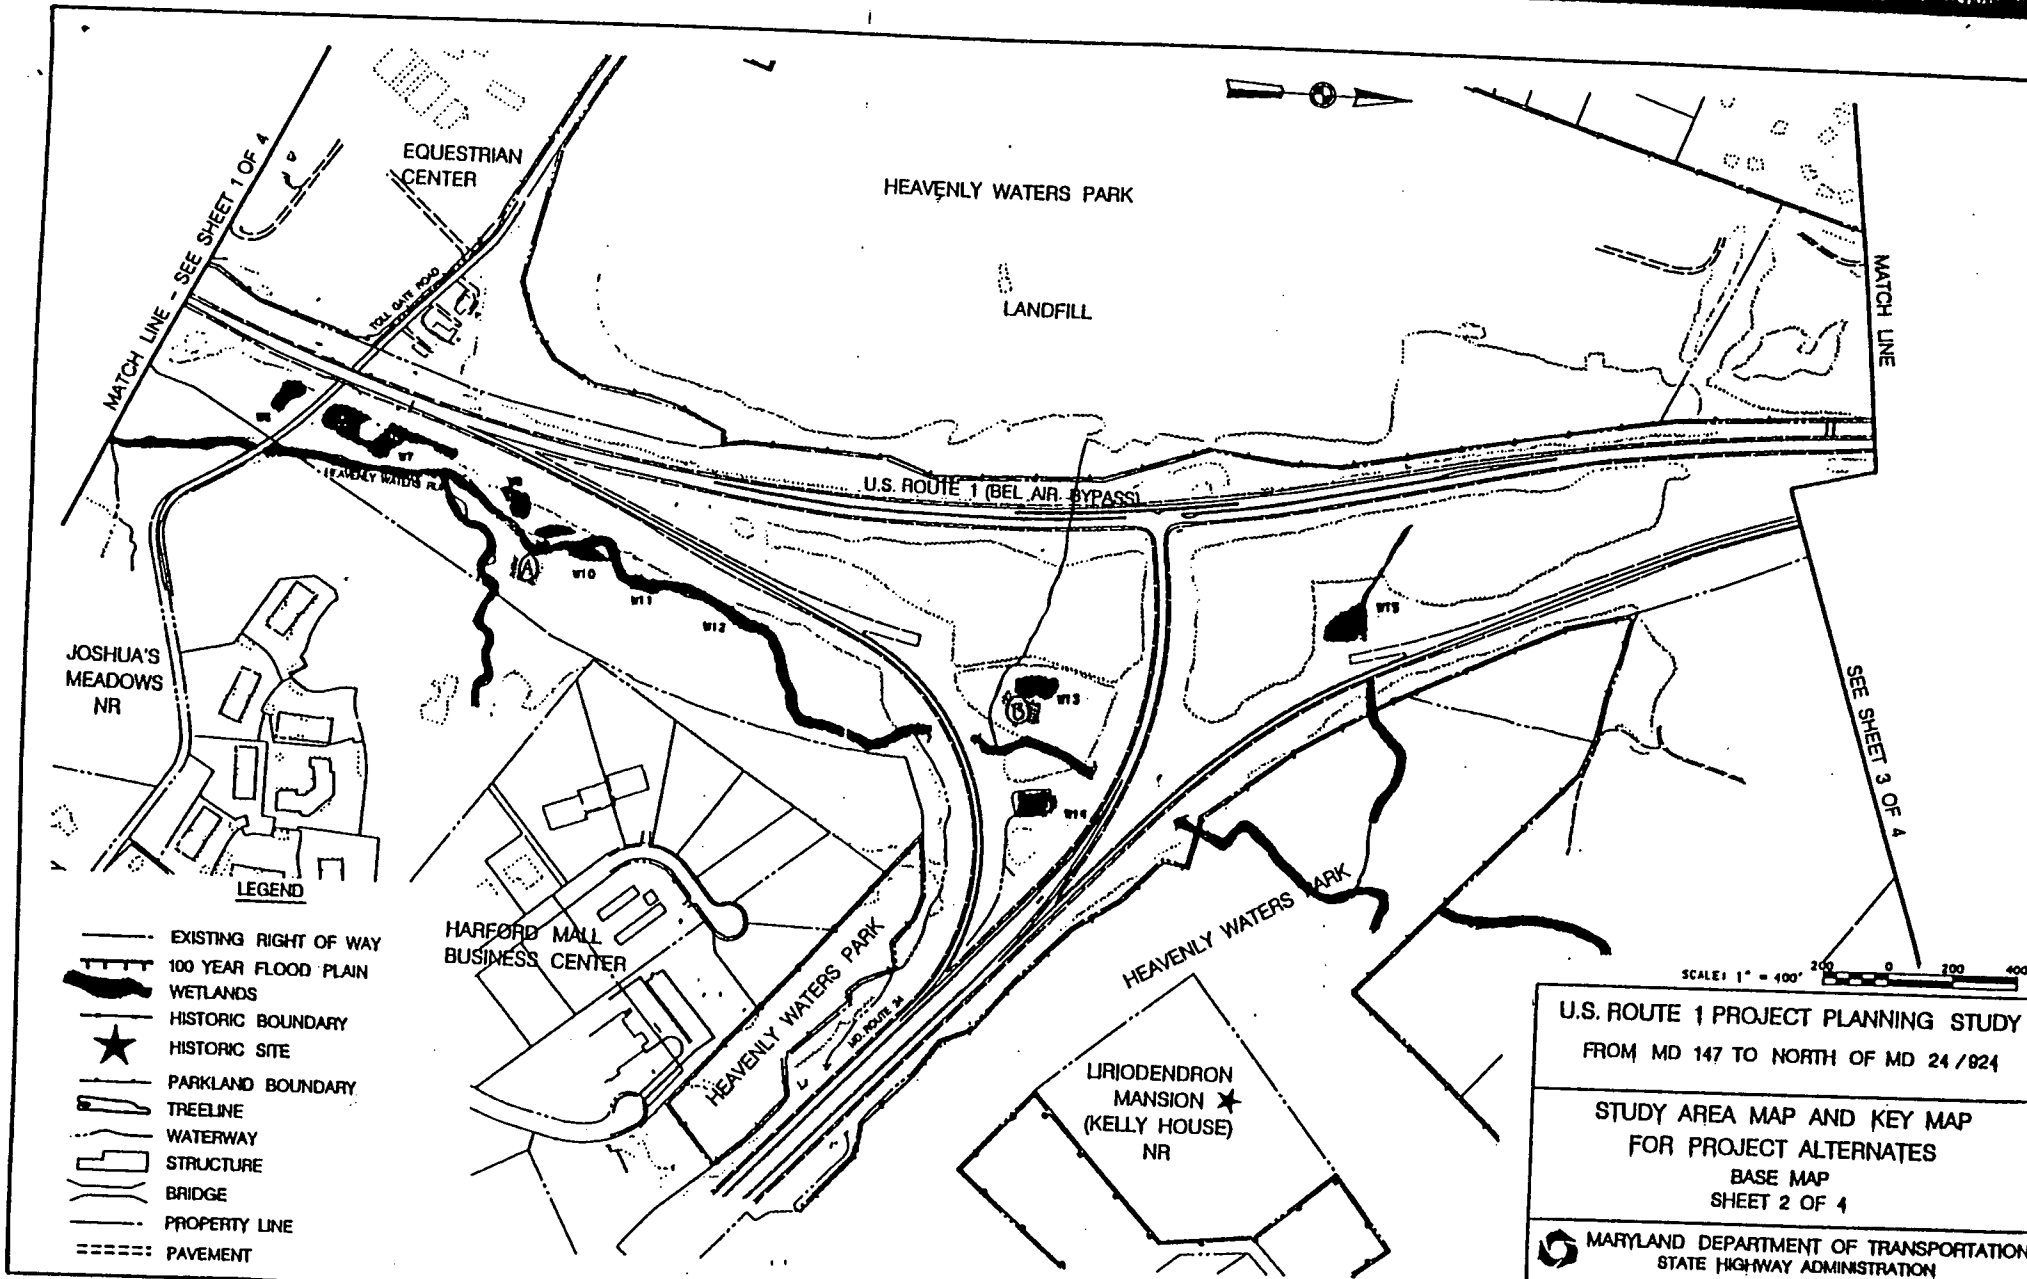 EQUESTRIAN
CENTER
HEAVENLY WATERS PARK
LANDFILL
MATCH LINE - SEE SHEET 1 OF 4
TOLL GATE ROAD
MATCH LINE
SEE SHEET 3 OF 4
U.S. ROUTE 1 (BEL AIR BYPASS)
W7
HEAVENLY WATERS
A
W10
W11
W12
W13
B
W14
W15
JOSHUA'S
MEADOWS
NR
HARFORD MALL
BUSINESS CENTER
HEAVENLY WATERS PARK
MD. ROUTE 24
HEAVENLY WATERS PARK
LIRIODENDRON
MANSION
(KELLY HOUSE)
NR
LEGEND
EXISTING RIGHT OF WAY
100 YEAR FLOOD PLAIN
WETLANDS
HISTORIC BOUNDARY
HISTORIC SITE
PARKLAND BOUNDARY
TREELINE
WATERWAY
STRUCTURE
BRIDGE
PROPERTY LINE
PAVEMENT
SCALE: 1" = 400'
200 0 200 400
U.S. ROUTE 1 PROJECT PLANNING STUDY
FROM MD 147 TO NORTH OF MD 24/924
STUDY AREA MAP AND KEY MAP
FOR PROJECT ALTERNATES
BASE MAP
SHEET 2 OF 4
MARYLAND DEPARTMENT OF TRANSPORTATION
STATE HIGHWAY ADMINISTRATION